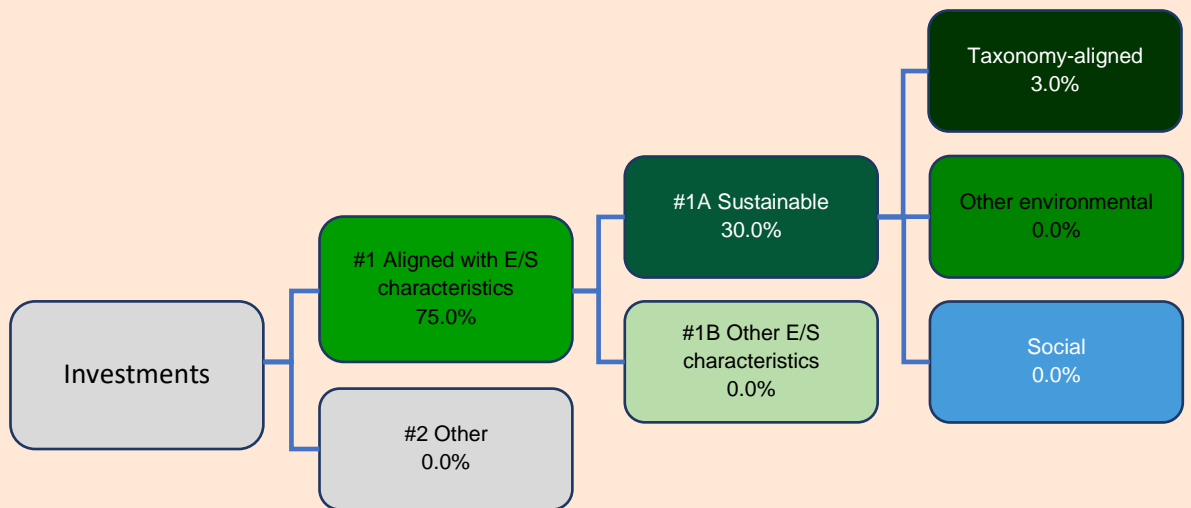 Investments
#1 Aligned with E/S
characteristics
75.0%
#2 Other
0.0%
#1A Sustainable
30.0%
#1B Other E/S
characteristics
0.0%
Taxonomy-aligned
3.0%
Other environmental
0.0%
Social
0.0%